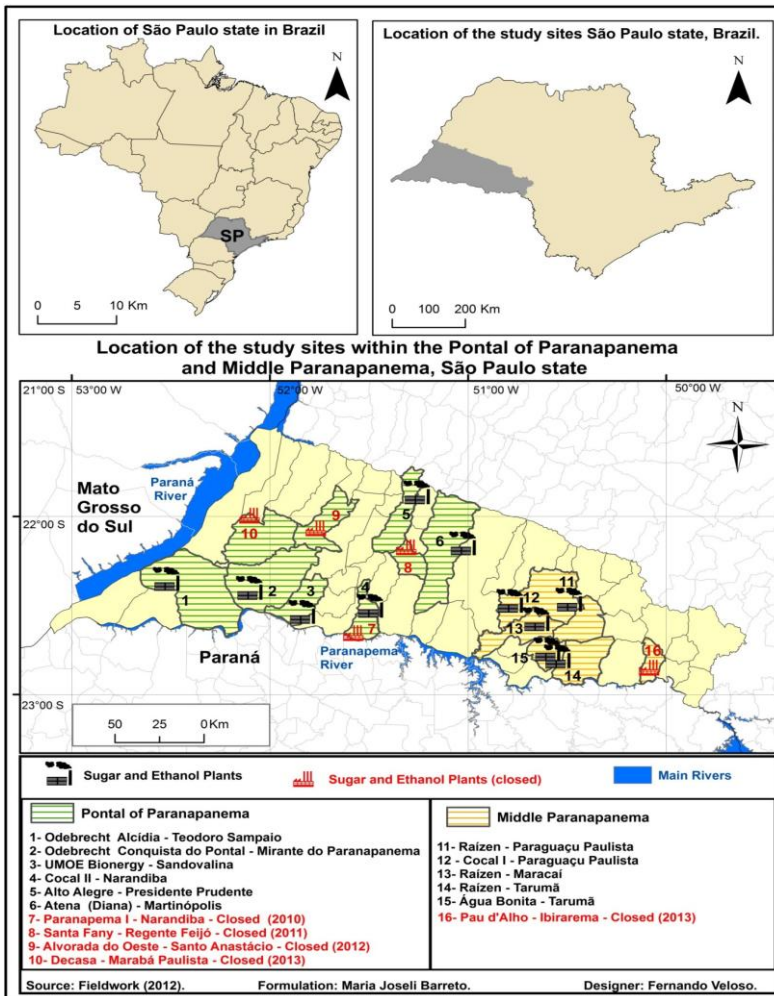 Location of São Paulo state in Brazil
N
SP
0 5 10 Km
Location of the study sites São Paulo state, Brazil.
N
0 100 200 Km
Location of the study sites within the Pontal of Paranapanema
and Middle Paranapanema, São Paulo state
21°00 S 53°00 W 52°00 W 51°00 W 50°00 W
N
Mato
Grosso
do Sul
Paraná
River
22°00 S
9
10
5
6
8
11
12
1
2
3
4
7
13
15
14
16
Paraná
Paranapema
River
23°00 S
50 25 0 Km
Sugar and Ethanol Plants
Sugar and Ethanol Plants (closed)
Main Rivers
Pontal of Paranapanema
1- Odebrecht Alcídia - Teodoro Sampaio
2- Odebrecht Conquista do Pontal - Mirante do Paranapanema
3- UMOE Bionergy - Sandovalina
4- Cocal II - Narandiba
5- Alto Alegre - Presidente Prudente
6- Atena (Diana) - Martinópolis
7- Paranapema I - Narandiba - Closed (2010)
8- Santa Fany - Regente Feijó - Closed (2011)
9- Alvorada do Oeste - Santo Anastácio - Closed (2012)
10- Decasa - Marabá Paulista - Closed (2013)
Middle Paranapanema
11- Raízen - Paraguaçu Paulista
12 - Cocal I - Paraguaçu Paulista
13- Raízen - Maracaí
14- Raízen - Tarumã
15- Água Bonita - Tarumã
16- Pau d'Alho - Ibirarema - Closed (2013)
Source: Fieldwork (2012). Formulation: Maria Joseli Barreto. Designer: Fernando Veloso.